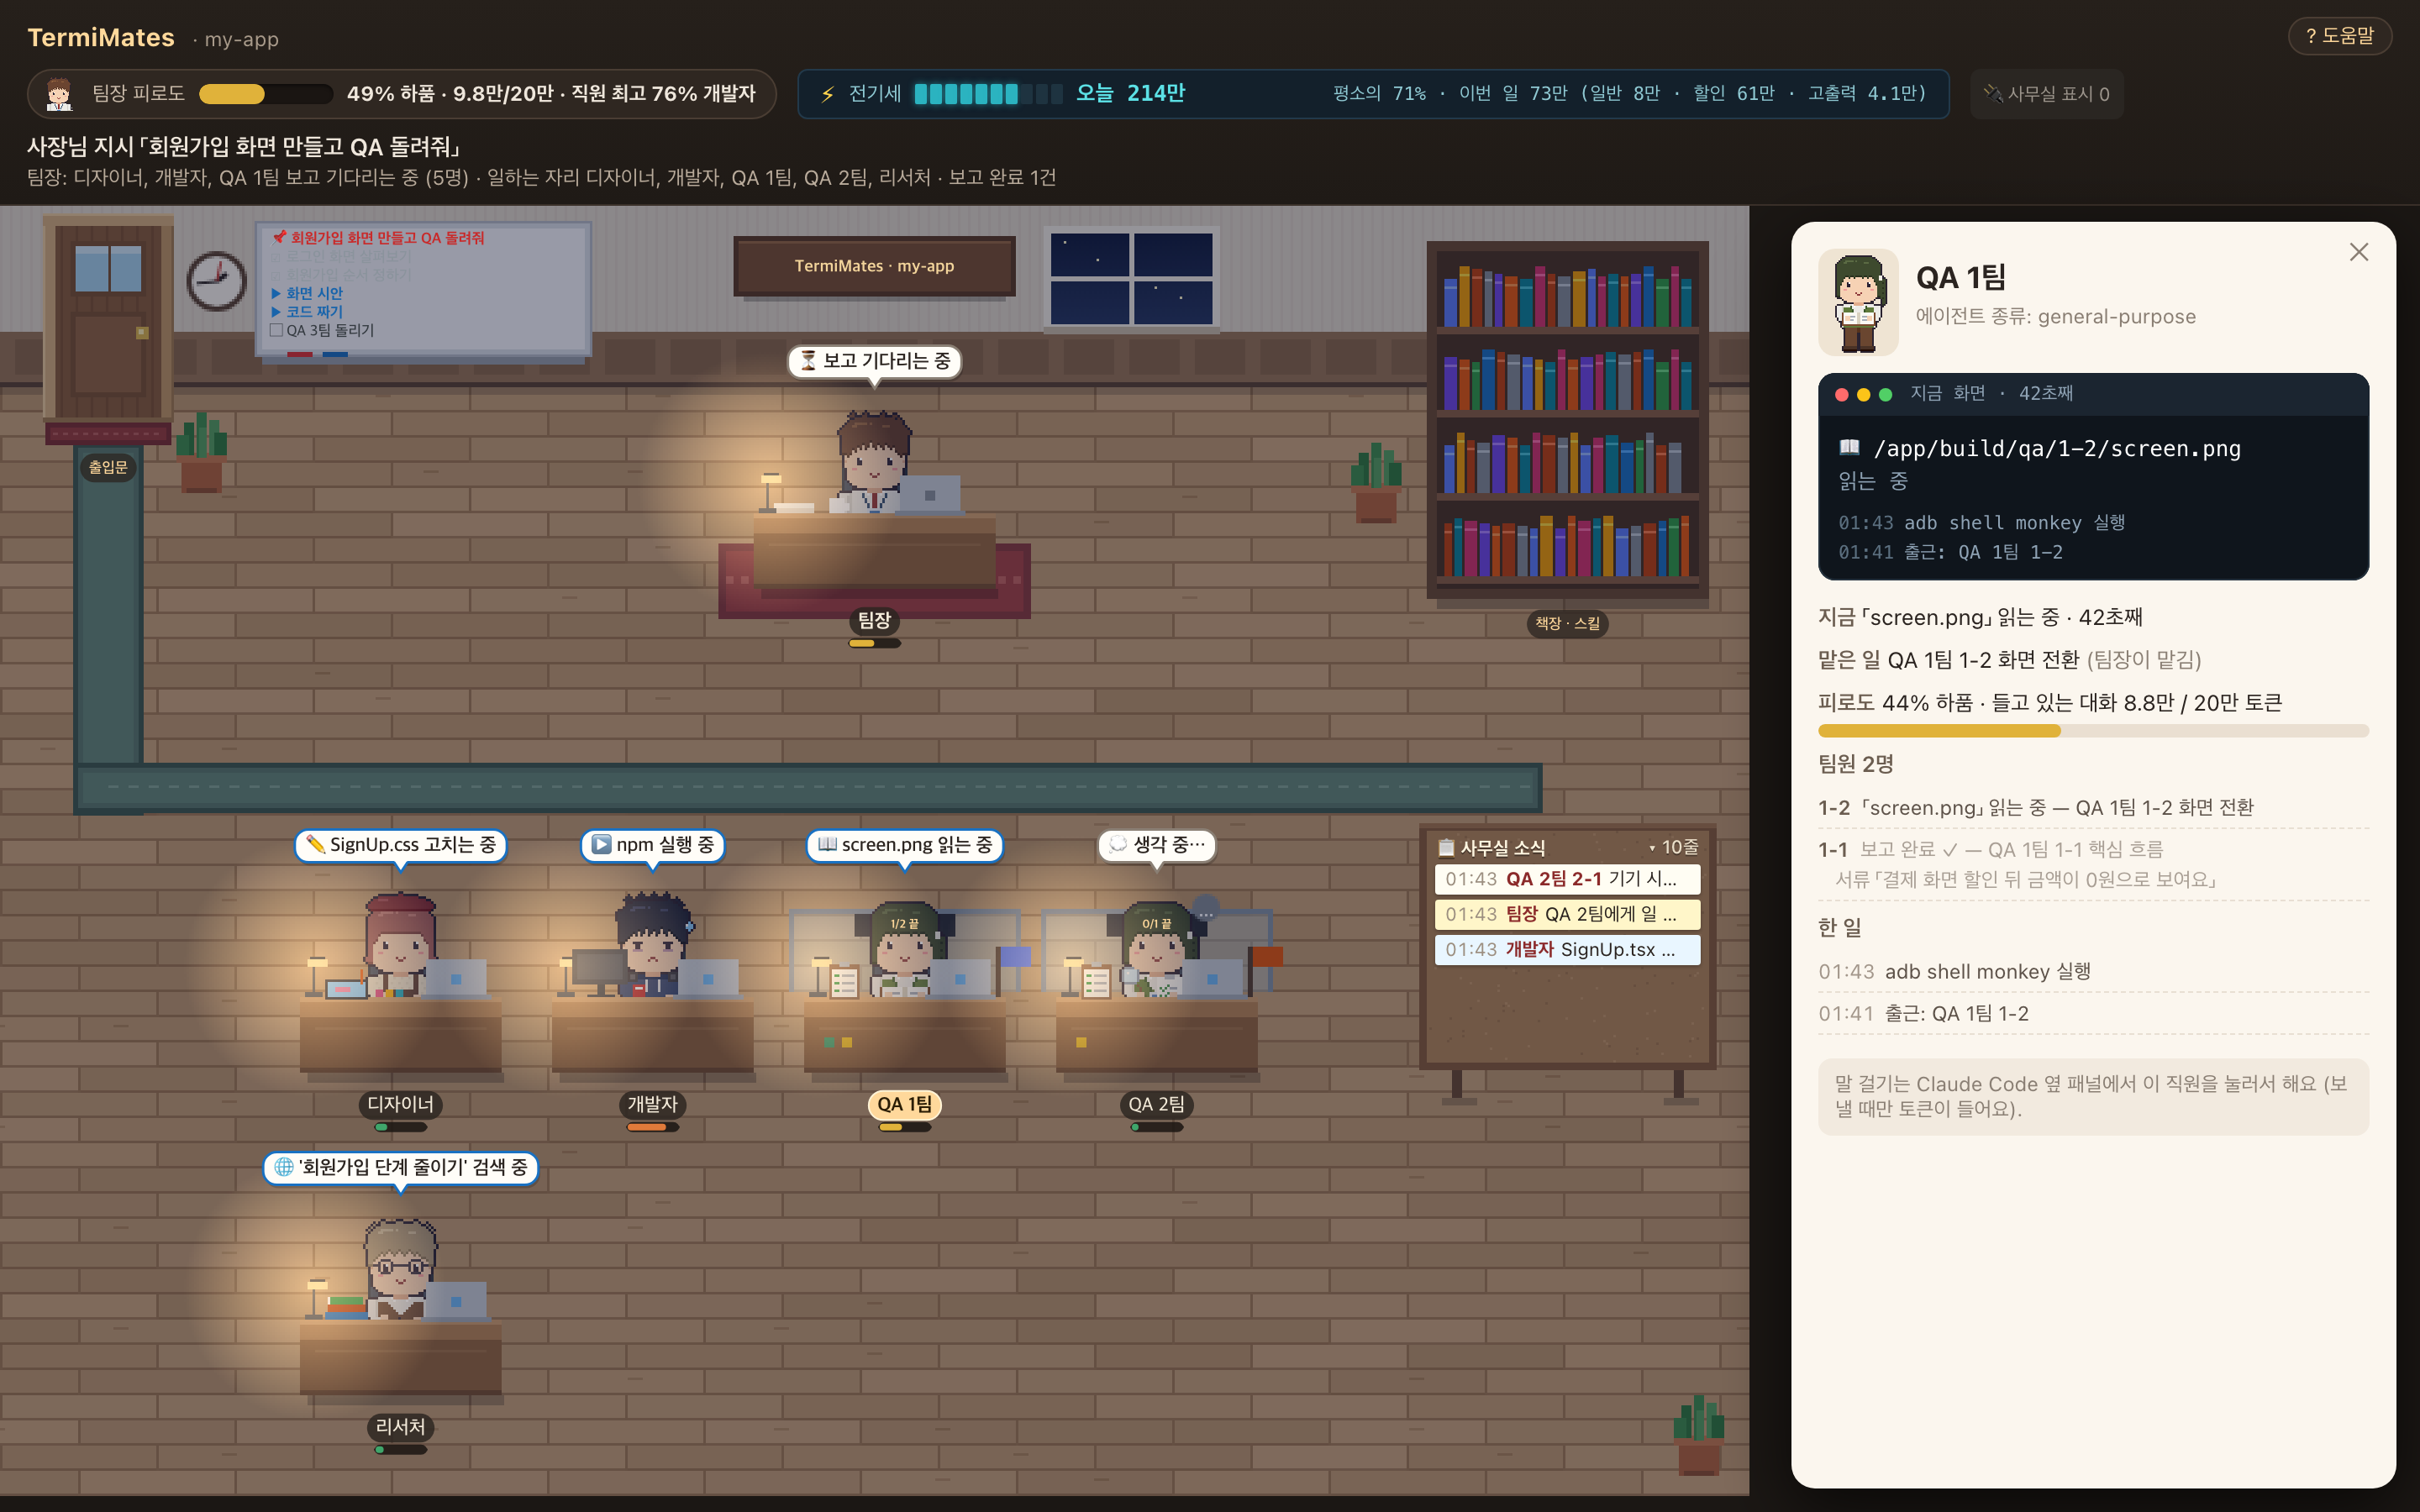 TermiMates · my-app
? 도움말
팀장 피로도 49% 하품 · 9.8만/20만 · 직원 최고 76% 개발자
⚡ 전기세 오늘 214만 평소의 71% · 이번 일 73만 (일반 8만 · 할인 61만 · 고출력 4.1만)
🔌 사무실 표시 0
사장님 지시 「회원가입 화면 만들고 QA 돌려줘」
팀장: 디자이너, 개발자, QA 1팀 보고 기다리는 중 (5명) · 일하는 자리 디자이너, 개발자, QA 1팀, QA 2팀, 리서처 · 보고 완료 1건
📌 회원가입 화면 만들고 QA 돌려줘
☑ 로그인 화면 살펴보기
☑ 회원가입 순서 정하기
▶ 화면 시안
▶ 코드 짜기
☐ QA 3팀 돌리기
TermiMates · my-app
출입문
⏳ 보고 기다리는 중
팀장
책장 · 스킬
✏️ SignUp.css 고치는 중
▶️ npm 실행 중
📖 screen.png 읽는 중
💭 생각 중…
1/2 끝
0/1 끝
...
디자이너
개발자
QA 1팀
QA 2팀
📋 사무실 소식 ▾ 10줄
01:43 QA 2팀 2-1 기기 시…
01:43 팀장 QA 2팀에게 일 …
01:43 개발자 SignUp.tsx …
🌐 '회원가입 단계 줄이기' 검색 중
리서처
QA 1팀
에이전트 종류: general-purpose
지금 화면 · 42초째
📖 /app/build/qa/1-2/screen.png
읽는 중
01:43 adb shell monkey 실행
01:41 출근: QA 1팀 1-2
지금 「screen.png」 읽는 중 · 42초째
맡은 일 QA 1팀 1-2 화면 전환 (팀장이 맡김)
피로도 44% 하품 · 들고 있는 대화 8.8만 / 20만 토큰
팀원 2명
1-2 「screen.png」 읽는 중 — QA 1팀 1-2 화면 전환
1-1 보고 완료 ✓ — QA 1팀 1-1 핵심 흐름
서류 「결제 화면 할인 뒤 금액이 0원으로 보여요」
한 일
01:43 adb shell monkey 실행
01:41 출근: QA 1팀 1-2
말 걸기는 Claude Code 옆 패널에서 이 직원을 눌러서 해요 (보
낼 때만 토큰이 들어요).